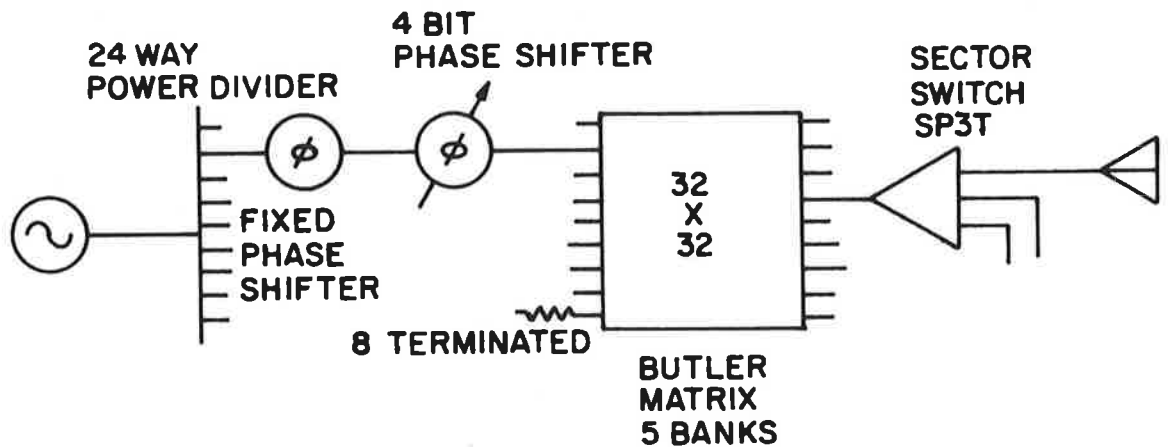 24 WAY
POWER DIVIDER
4 BIT
PHASE SHIFTER
SECTOR
SWITCH
SP3T
ϕ
ϕ
32
X
32
FIXED
PHASE
SHIFTER
8 TERMINATED
BUTLER
MATRIX
5 BANKS